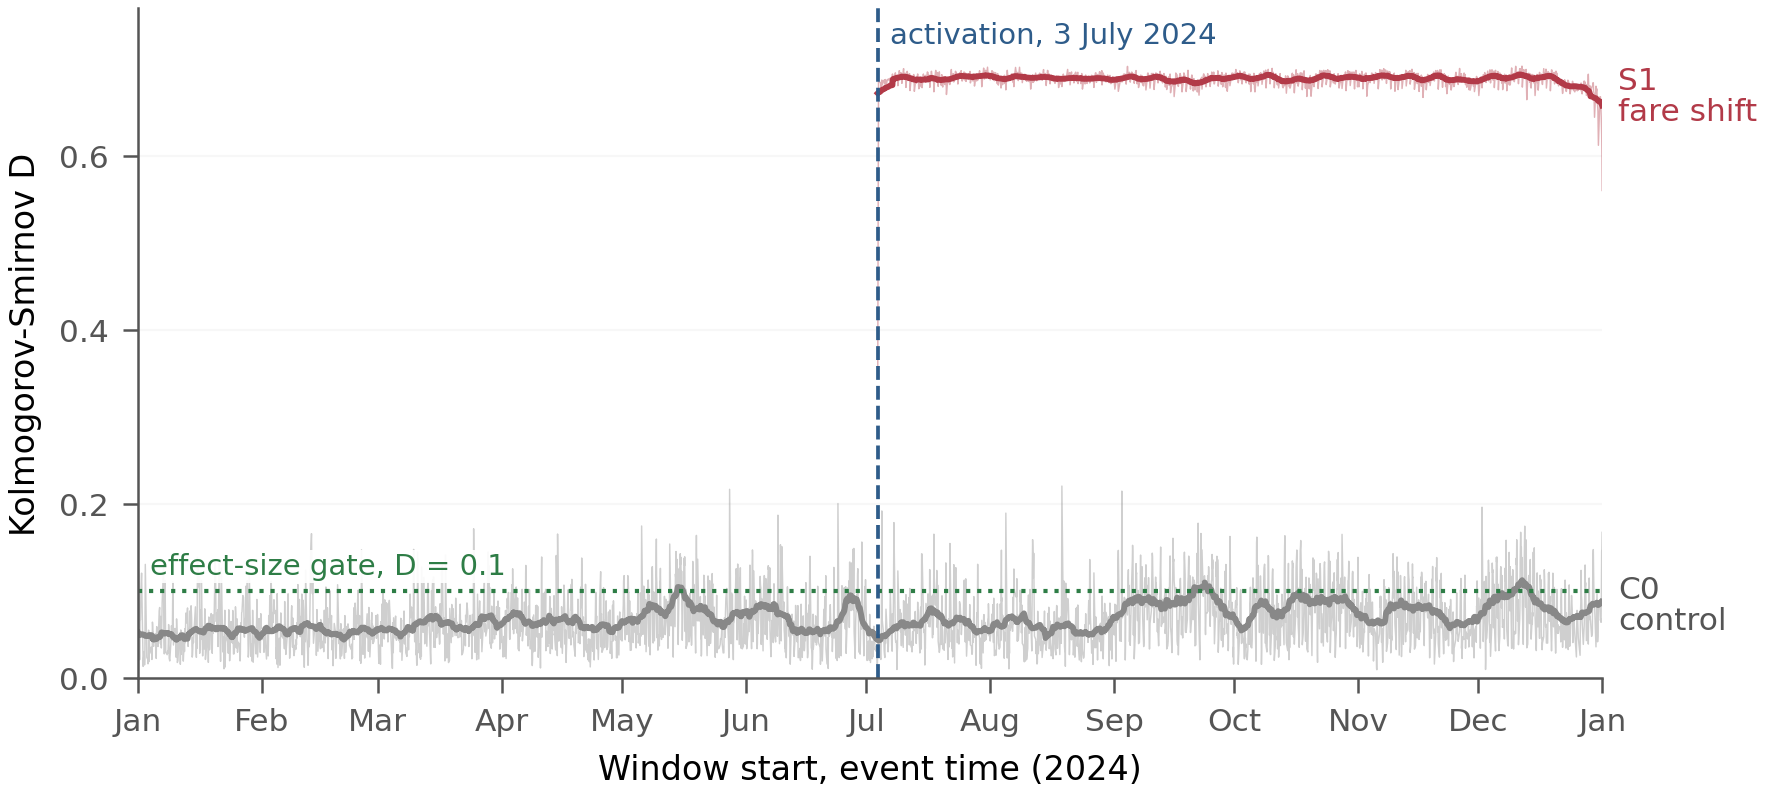 activation, 3 July 2024
S1
fare shift
Kolmogorov-Smirnov D
0.6
0.4
0.2
0.0
effect-size gate, D = 0.1
C0
control
Jan Feb Mar Apr May Jun Jul Aug Sep Oct Nov Dec Jan
Window start, event time (2024)